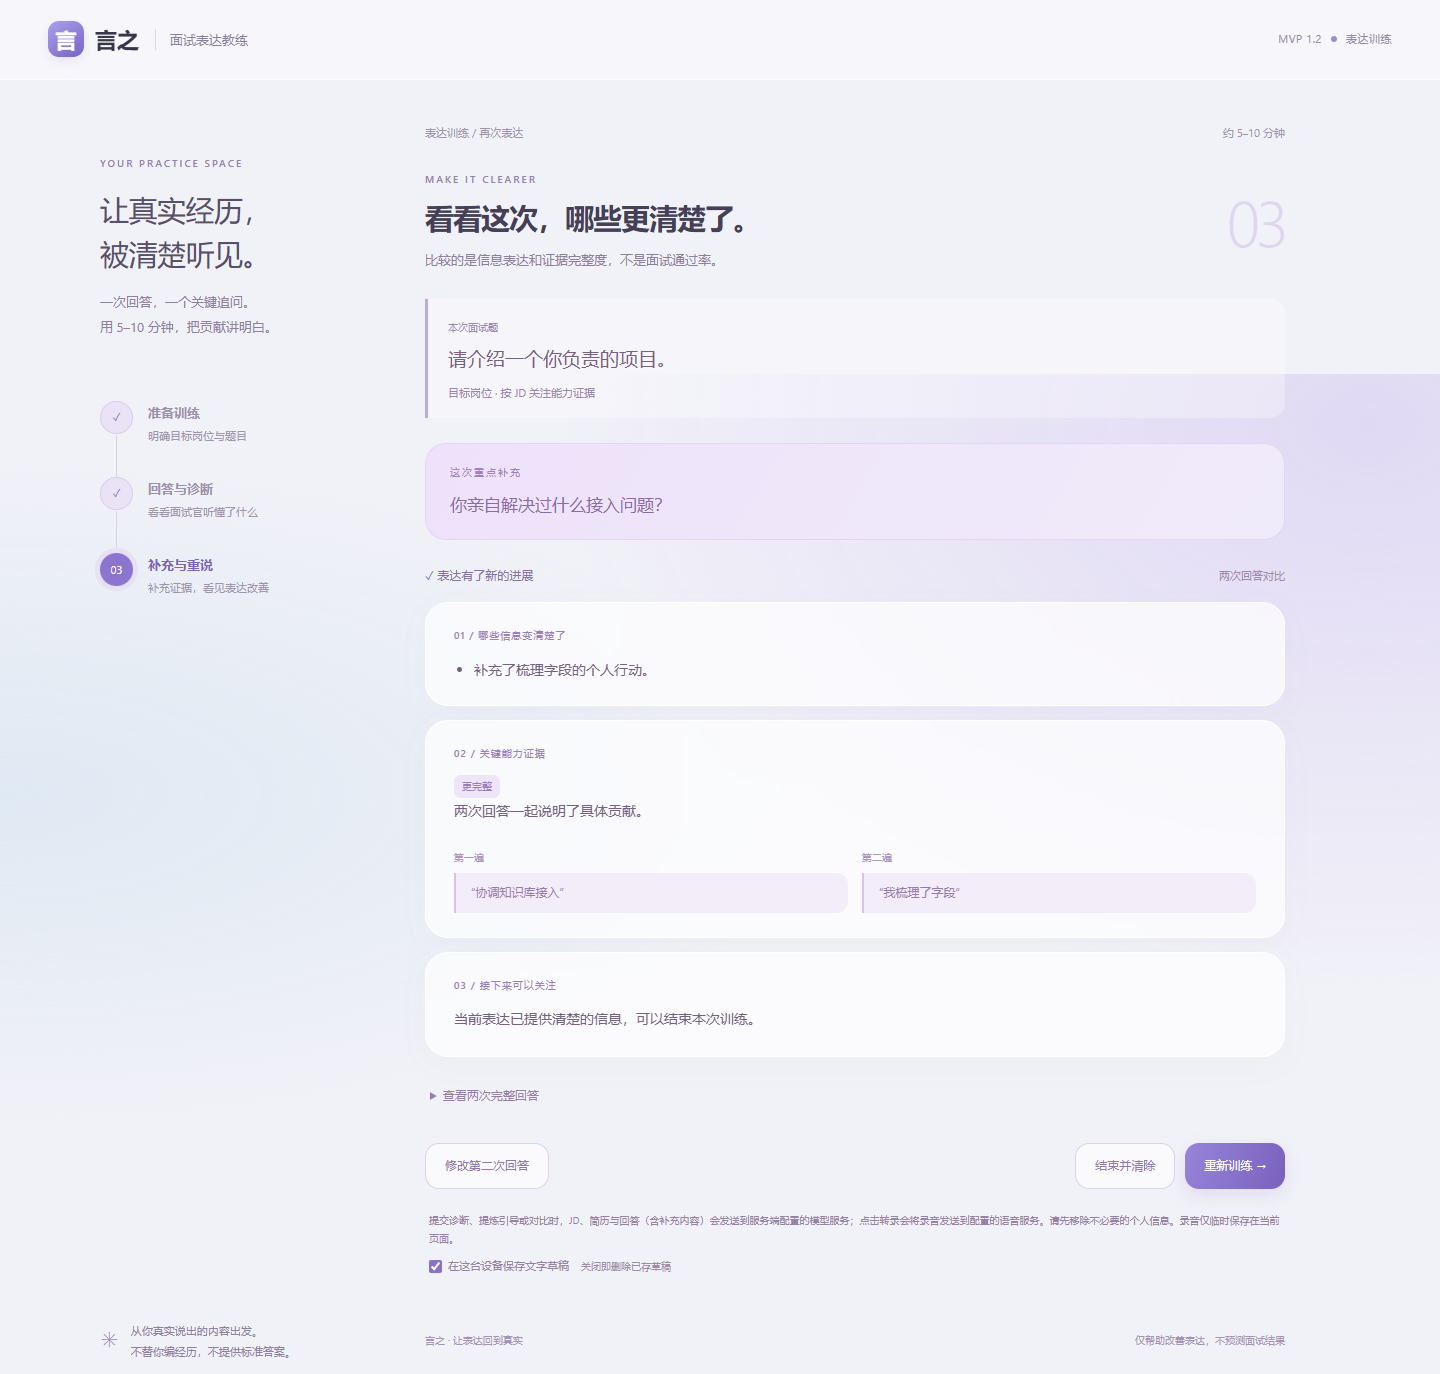 言 言之 面试表达教练
MVP 1.2 • 表达训练
YOUR PRACTICE SPACE
让真实经历，
被清楚听见。
一次回答，一个关键追问。
用 5–10 分钟，把贡献讲明白。
✓ 准备训练
明确目标岗位与题目
✓ 回答与诊断
看看面试官听懂了什么
03 补充与重说
补充证据，看见表达改善
表达训练 / 再次表达
约 5–10 分钟
MAKE IT CLEARER
看看这次，哪些更清楚了。
03
比较的是信息表达和证据完整度，不是面试通过率。
本次面试题
请介绍一个你负责的项目。
目标岗位 · 按 JD 关注能力证据
这次重点补充
你亲自解决过什么接入问题？
✓ 表达有了新的进展
两次回答对比
01 / 哪些信息变清楚了
• 补充了梳理字段的个人行动。
02 / 关键能力证据
更完整
两次回答一起说明了具体贡献。
第一遍
“协调知识库接入”
第二遍
“我梳理了字段”
03 / 接下来可以关注
当前表达已提供清楚的信息，可以结束本次训练。
▶ 查看两次完整回答
修改第二次回答
结束并清除
重新训练 →
提交诊断、提炼引导或对比时，JD、简历与回答（含补充内容）会发送到服务端配置的模型服务；点击转录会将录音发送到配置的语音服务。请先移除不必要的个人信息。录音仅临时保存在当前
页面。
在这台设备保存文字草稿 关闭即删除已存草稿
从你真实说出的内容出发。
不替你编经历，不提供标准答案。
言之 · 让表达回到真实
仅帮助改善表达，不预测面试结果